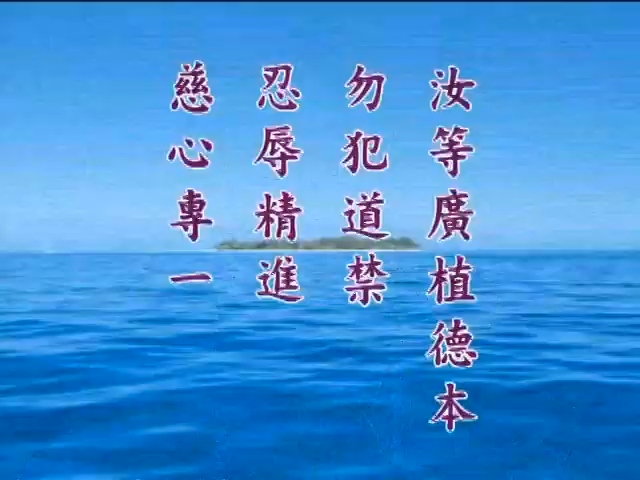 汝等廣植德本
勿犯道禁
忍辱精進
慈心專一